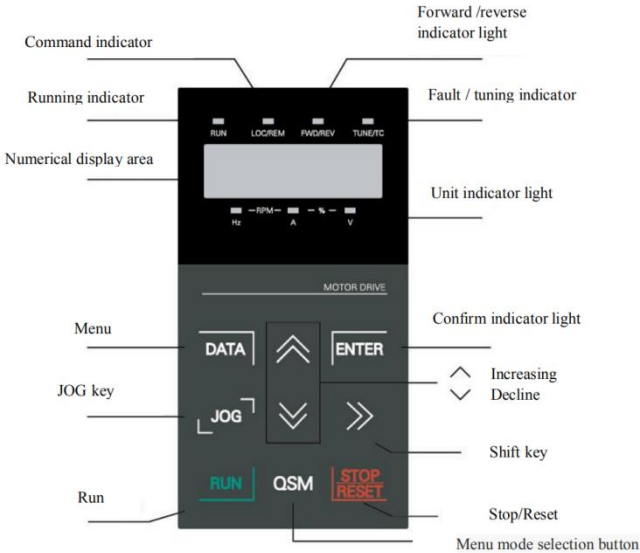 Forward /reverse
indicator light
Command indicator
Running indicator
Fault / tuning indicator
RUN LOC/REM FWD/REV TUNE/TC
Numerical display area
Unit indicator light
RPM %
Hz A V
MOTOR DRIVE
Menu
Confirm indicator light
DATA ENTER
Increasing
Decline
JOG key
JOG
Shift key
RUN QSM STOP
RESET
Run
Stop/Reset
Menu mode selection button